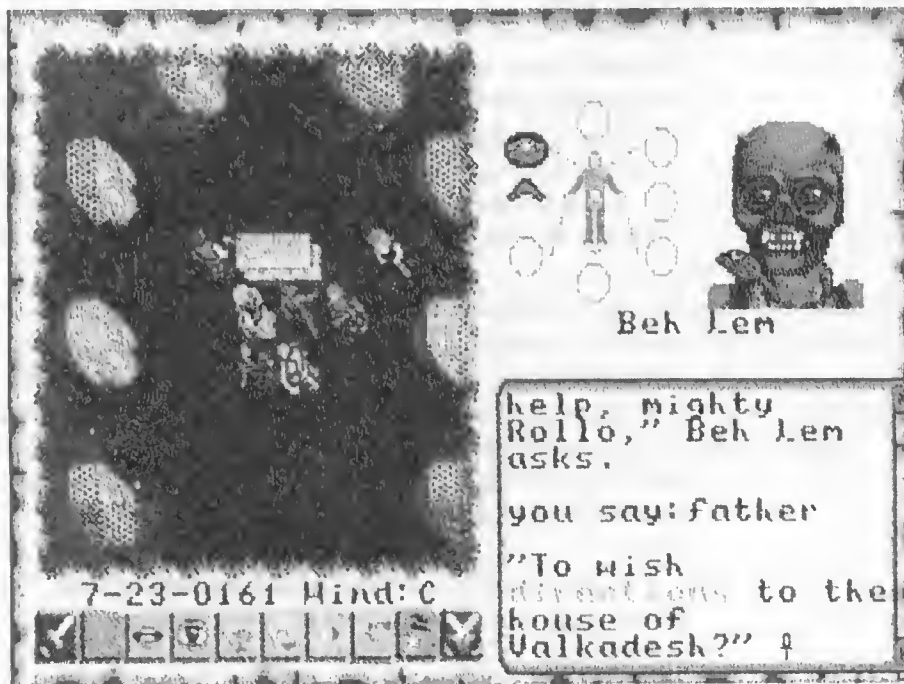 Beh Lem
help, mighty
Rollo," Beh Lem
asks.
you say:father
"To wish
directions to the
house of
Valkadesh?"
7-23-0161 Wind:C